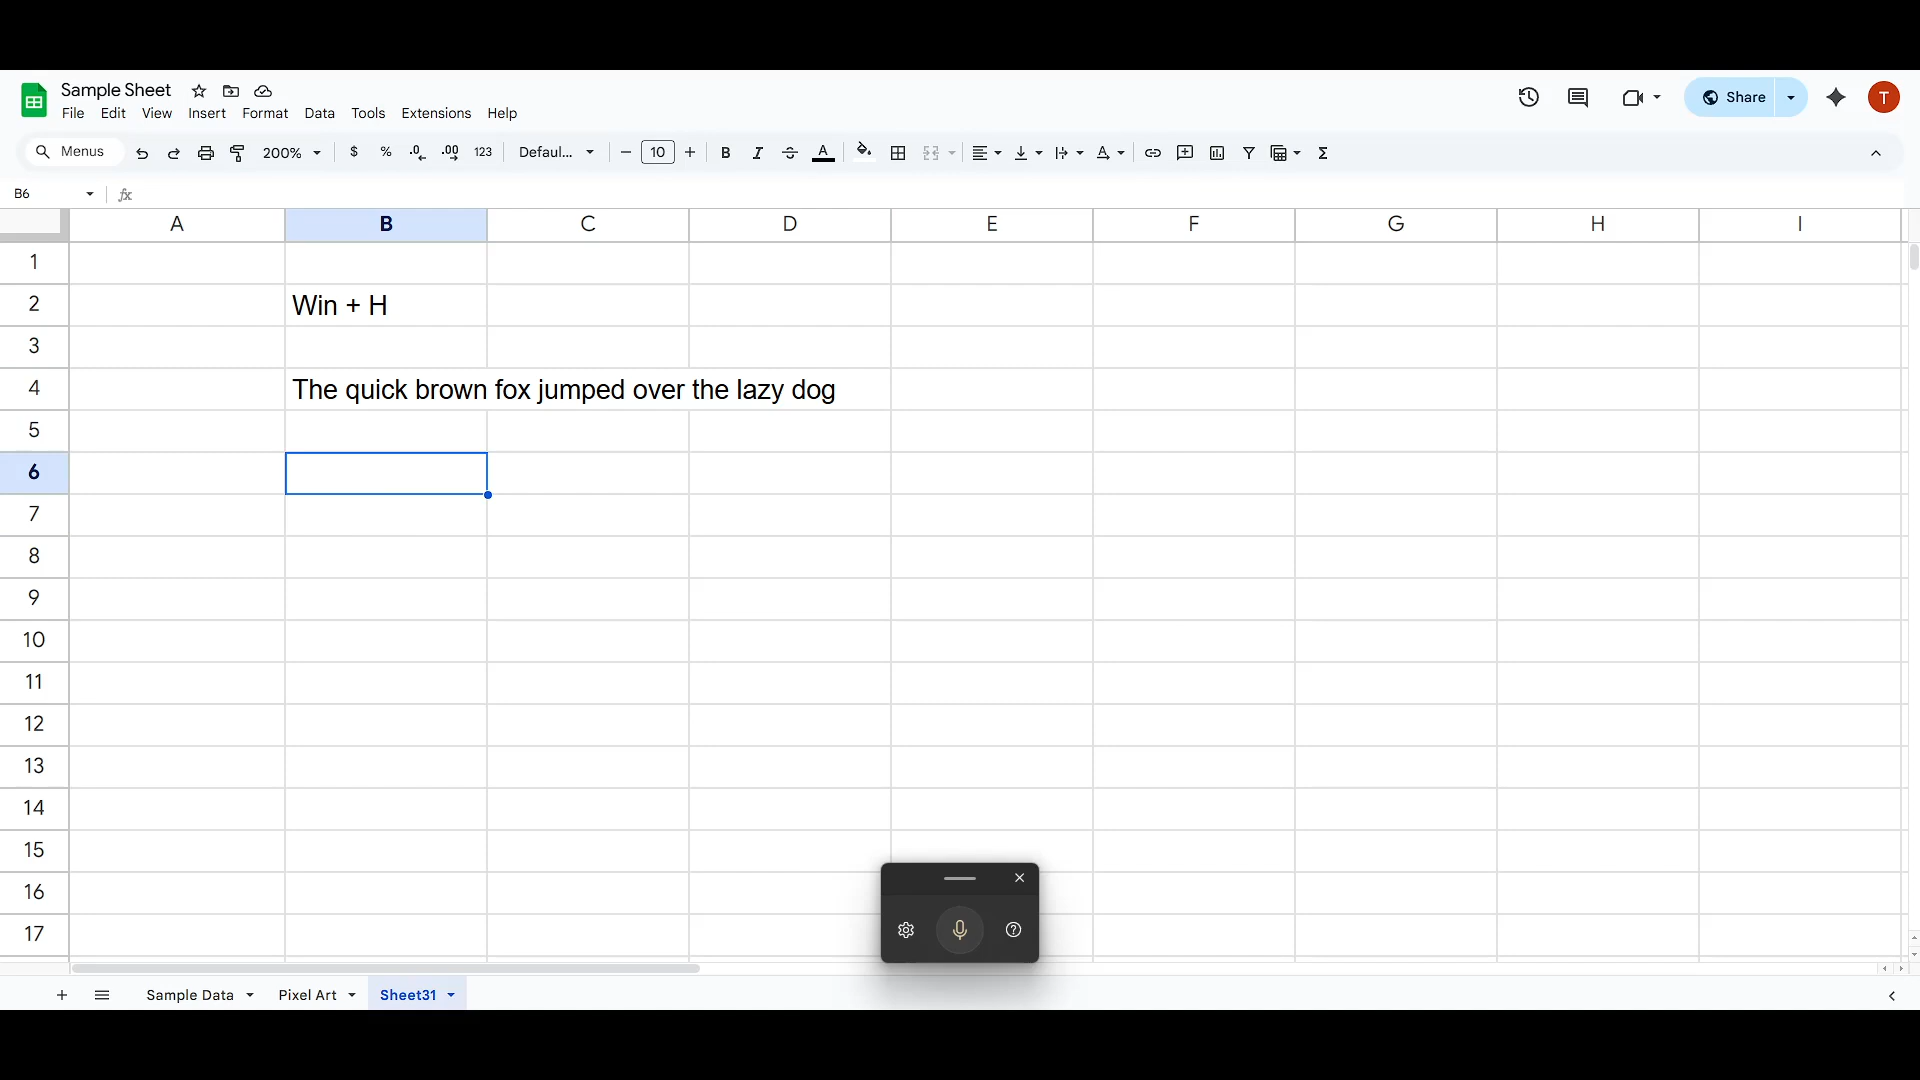 Sample Sheet
File Edit View Insert Format Data Tools Extensions Help
Share
T
Menus
200%
$ % .0 .00 123
Defaul...
10
B I S A
B6
fx
A B C D E F G H I
1
2 Win + H
3
4 The quick brown fox jumped over the lazy dog
5
6
7
8
9
10
11
12
13
14
15
16
17
Sample Data Pixel Art Sheet31